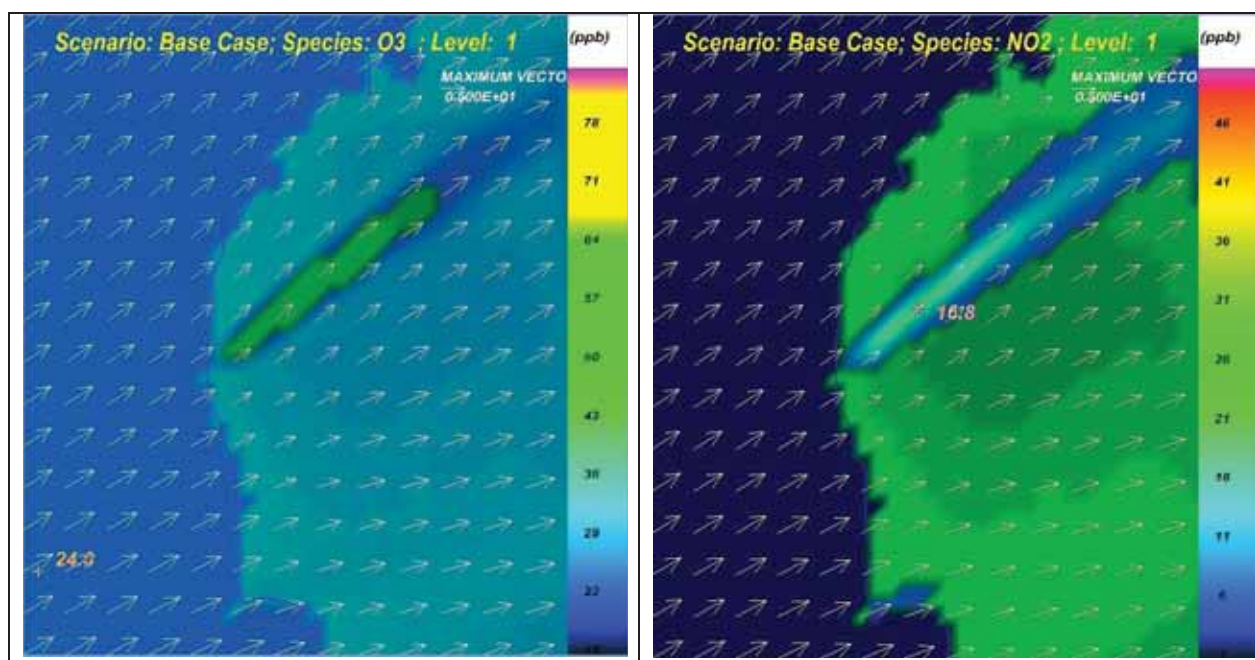 Scenario: Base Case; Species: O3 ; Level: 1
(ppb)
MAXIMUM VECTO
0.500E+01
78
71
64
57
50
43
36
29
22
24.0
Scenario: Base Case; Species: NO2 ; Level: 1
(ppb)
MAXIMUM VECTO
0.500E+01
46
41
36
31
26
21
16
11
6
16.8